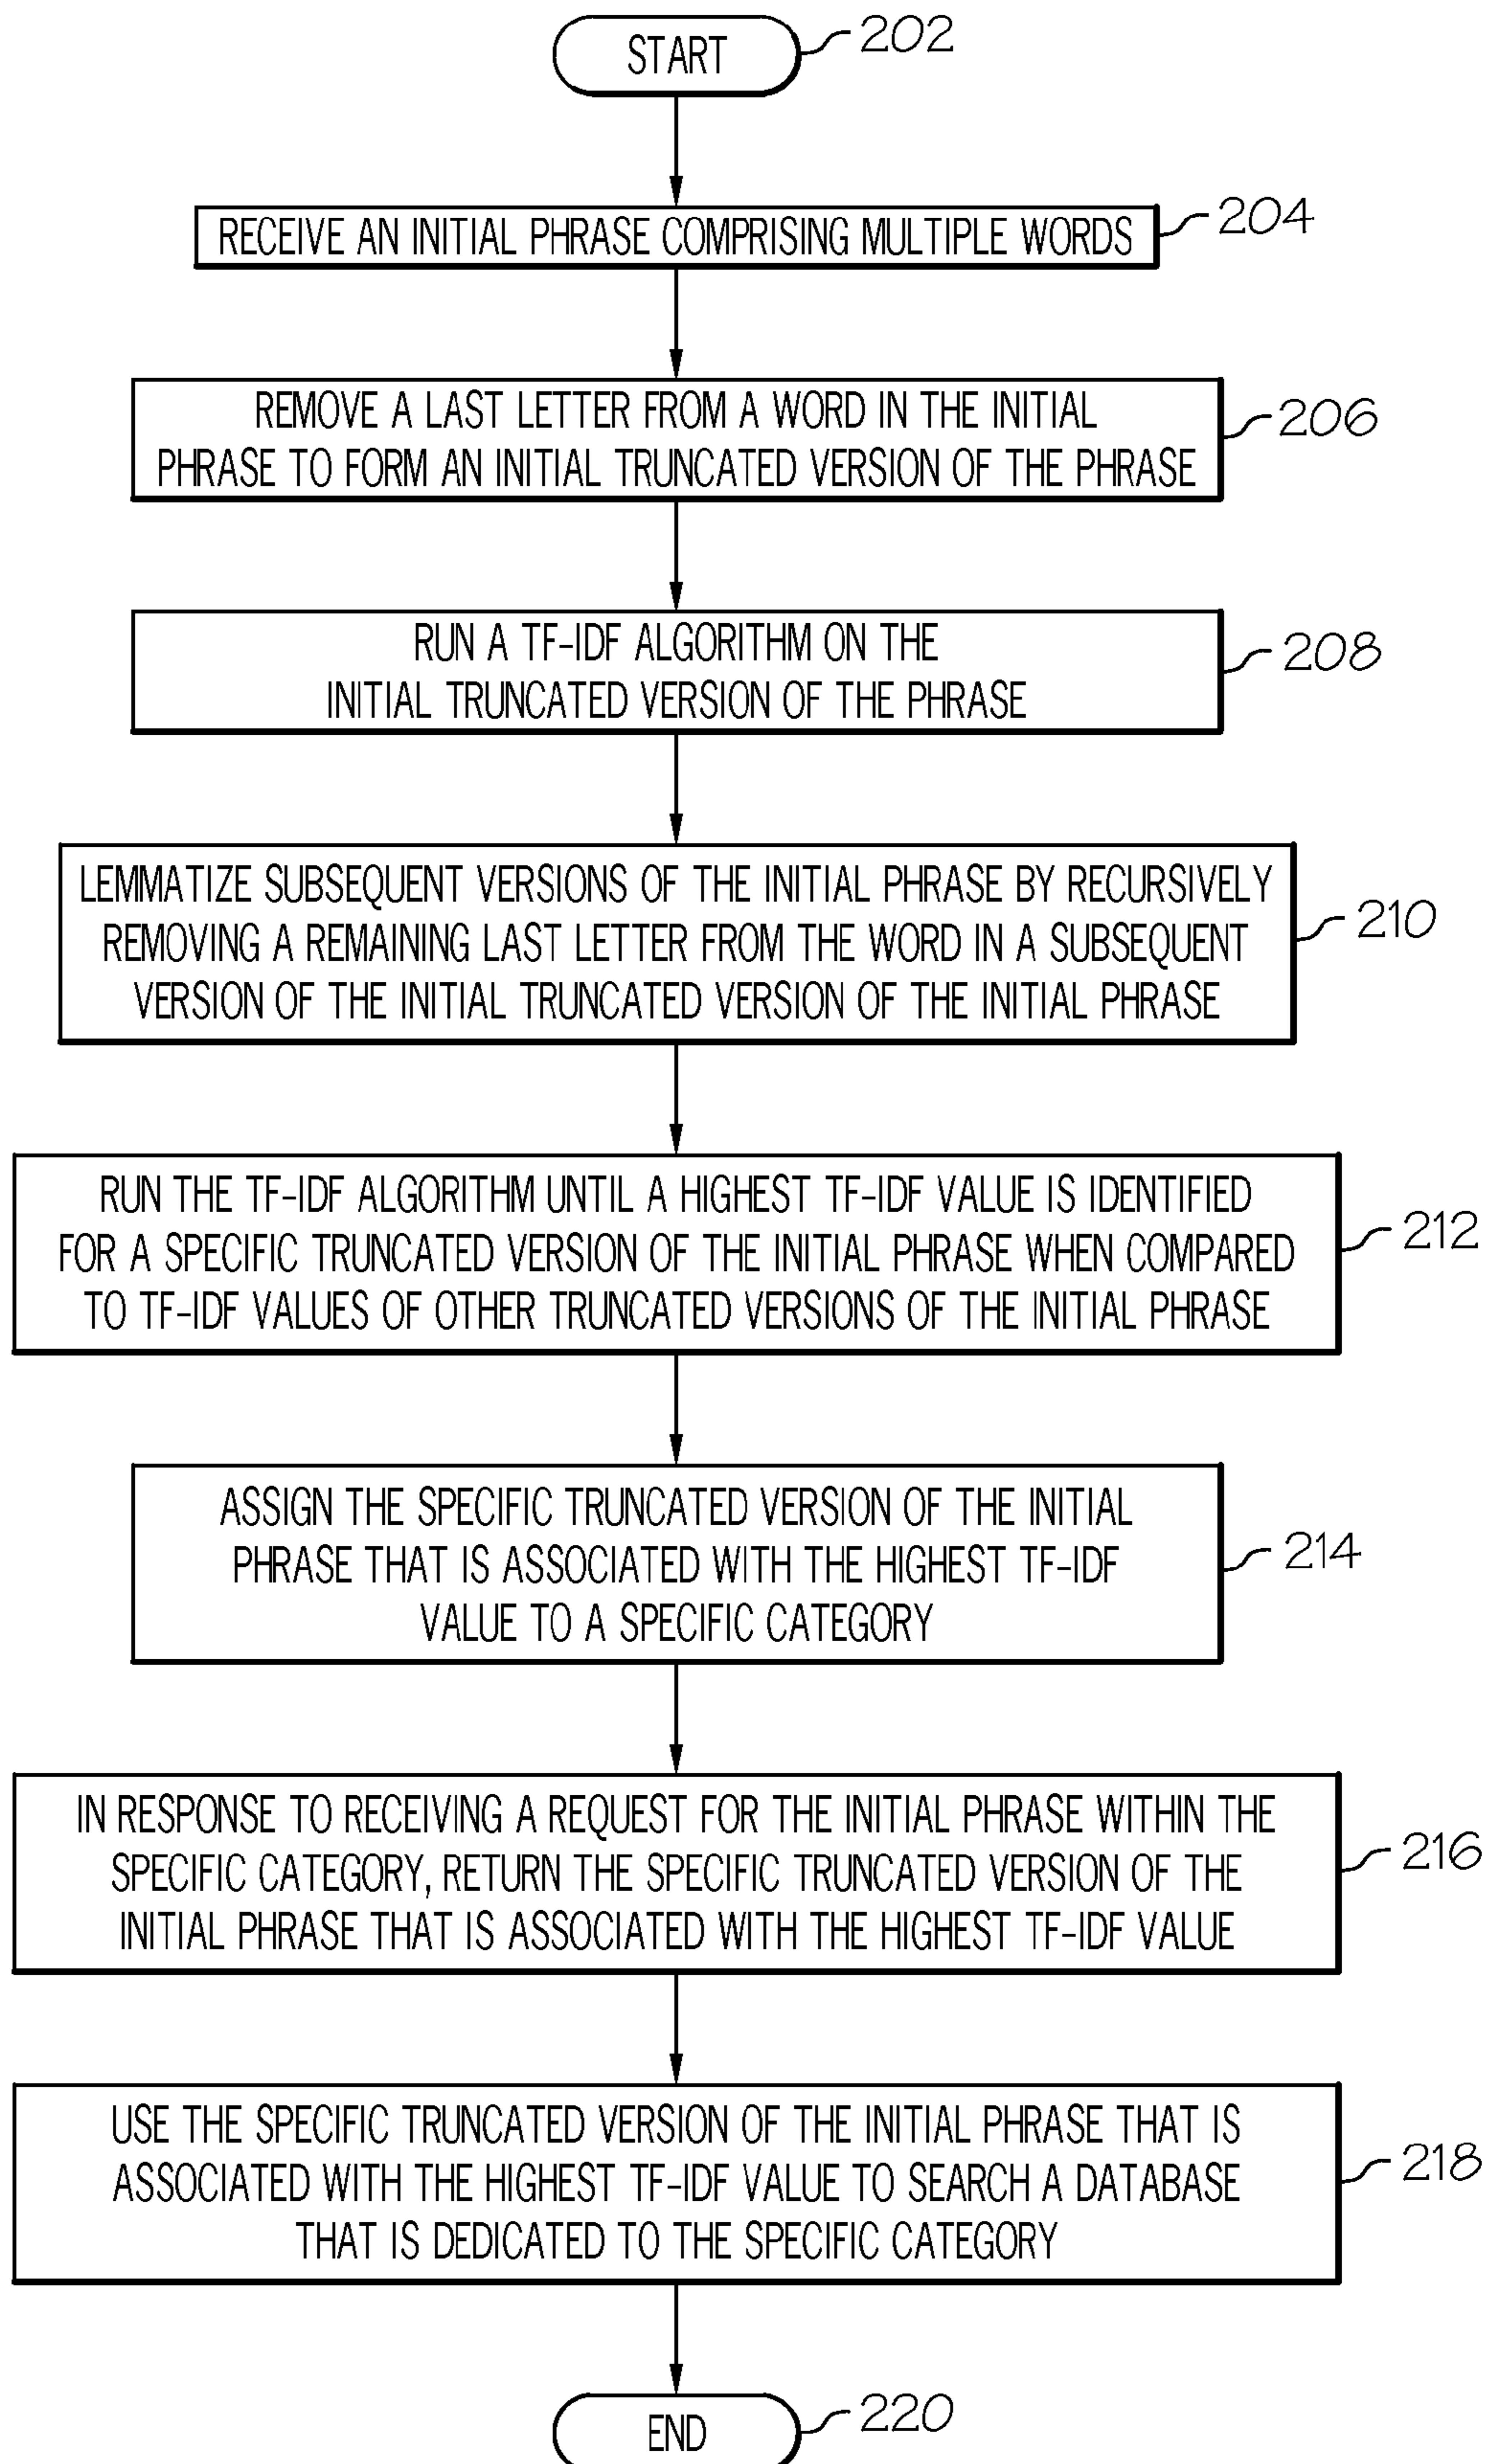 START
202
RECEIVE AN INITIAL PHRASE COMPRISING MULTIPLE WORDS
204
REMOVE A LAST LETTER FROM A WORD IN THE INITIAL
PHRASE TO FORM AN INITIAL TRUNCATED VERSION OF THE PHRASE
206
RUN A TF-IDF ALGORITHM ON THE
INITIAL TRUNCATED VERSION OF THE PHRASE
208
LEMMATIZE SUBSEQUENT VERSIONS OF THE INITIAL PHRASE BY RECURSIVELY
REMOVING A REMAINING LAST LETTER FROM THE WORD IN A SUBSEQUENT
VERSION OF THE INITIAL TRUNCATED VERSION OF THE INITIAL PHRASE
210
RUN THE TF-IDF ALGORITHM UNTIL A HIGHEST TF-IDF VALUE IS IDENTIFIED
FOR A SPECIFIC TRUNCATED VERSION OF THE INITIAL PHRASE WHEN COMPARED
TO TF-IDF VALUES OF OTHER TRUNCATED VERSIONS OF THE INITIAL PHRASE
212
ASSIGN THE SPECIFIC TRUNCATED VERSION OF THE INITIAL
PHRASE THAT IS ASSOCIATED WITH THE HIGHEST TF-IDF
VALUE TO A SPECIFIC CATEGORY
214
IN RESPONSE TO RECEIVING A REQUEST FOR THE INITIAL PHRASE WITHIN THE
SPECIFIC CATEGORY, RETURN THE SPECIFIC TRUNCATED VERSION OF THE
INITIAL PHRASE THAT IS ASSOCIATED WITH THE HIGHEST TF-IDF VALUE
216
USE THE SPECIFIC TRUNCATED VERSION OF THE INITIAL PHRASE THAT IS
ASSOCIATED WITH THE HIGHEST TF-IDF VALUE TO SEARCH A DATABASE
THAT IS DEDICATED TO THE SPECIFIC CATEGORY
218
END
220